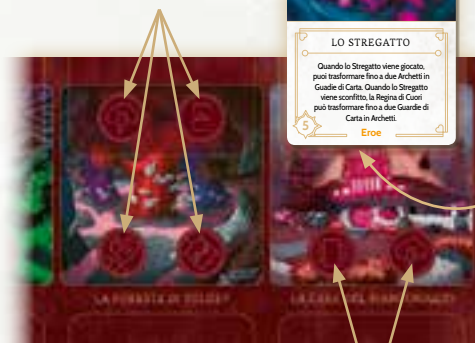 LO STREGATTO
Quando lo Stregatto viene giocato,
puoi trasformare fino a due Archetti in
Guadie di Carta. Quando lo Stregatto
viene sconfitto, la Regina di Cuori
può trasformare fino a due Guardie di
Carta in Archetti.
5
Eroe